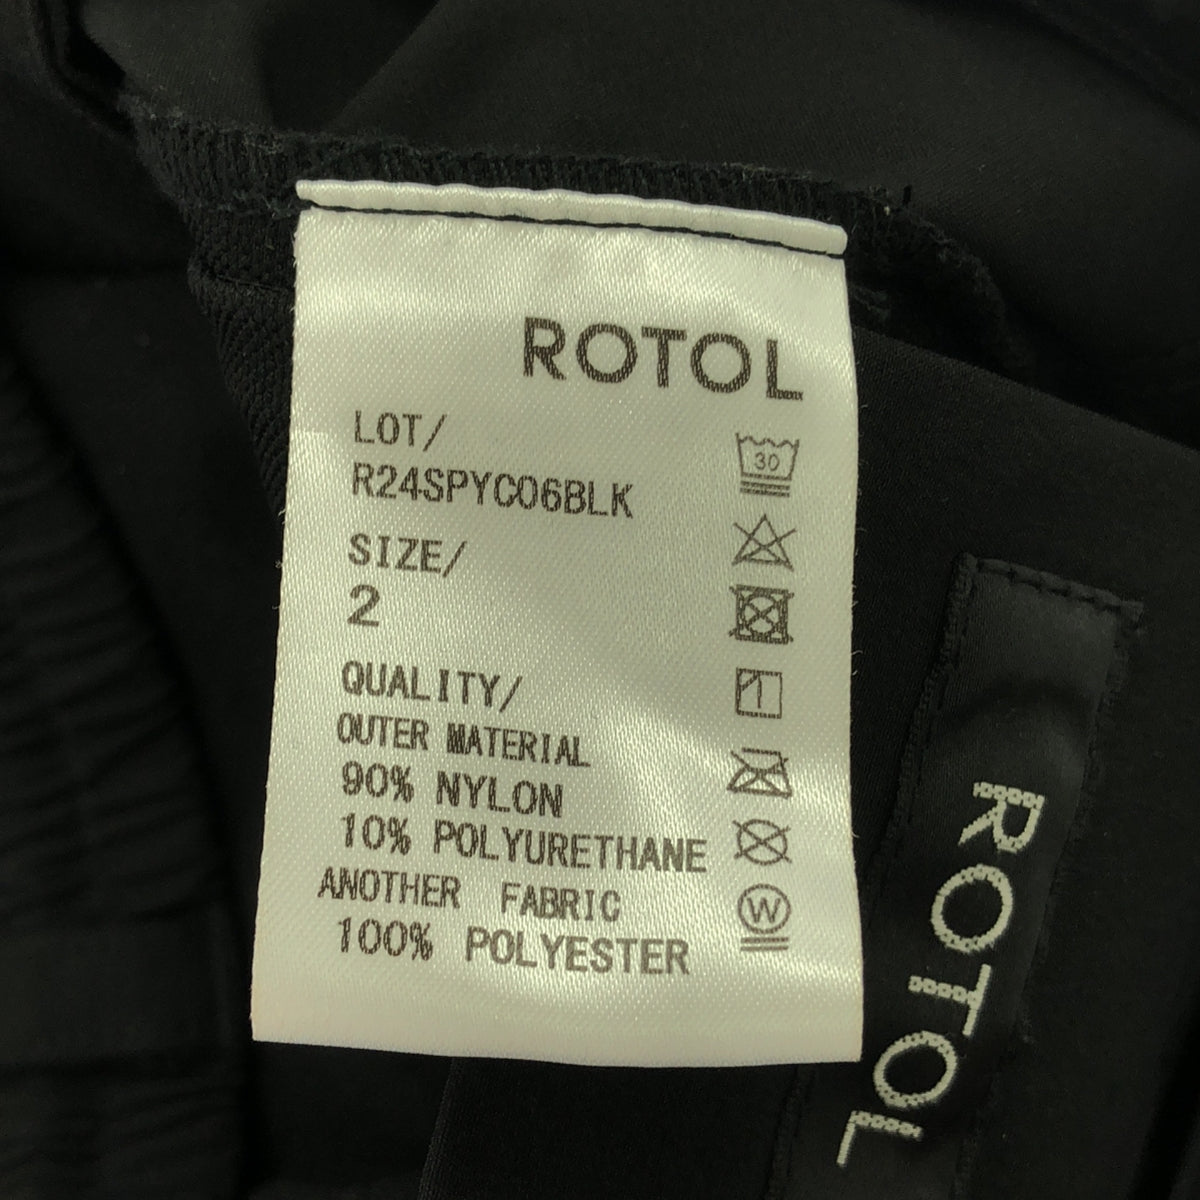 ROTOL
LOT/
R24SPYC06BLK
SIZE/
2
QUALITY/
OUTER MATERIAL
90% NYLON
10% POLYURETHANE
ANOTHER FABRIC
100% POLYESTER
30
W
ROTOL